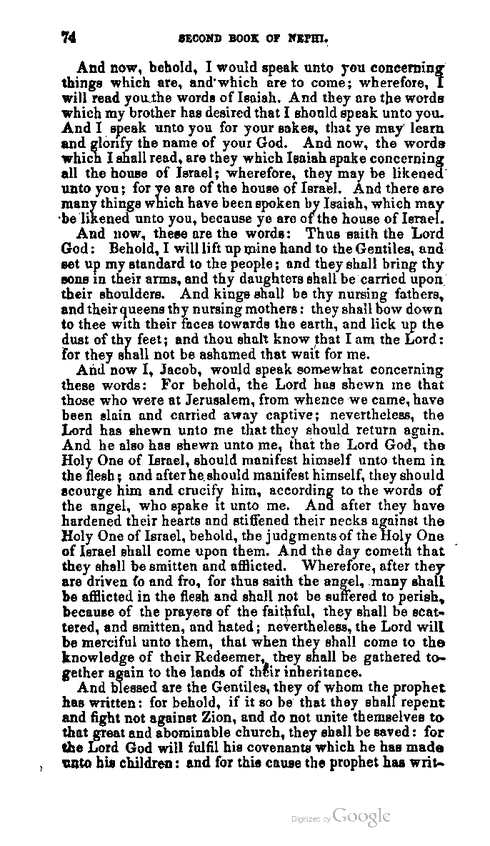 74 SECOND BOOK OF NEPHI.
And now, behold, I would speak unto you concerning
things which are, and which are to come; wherefore, I
will read you the words of Isaiah. And they are the words
which my brother has desired that I should speak unto you.
And I speak unto you for your sakes, that ye may learn
and glorify the name of your God. And now, the words
which I shall read, are they which Isaiah spake concerning
all the house of Israel; wherefore, they may be likened
unto you; for ye are of the house of Israel. And there are
many things which have been spoken by Isaiah, which may
be likened unto you, because ye are of the house of Israel.
And now, these are the words: Thus saith the Lord
God: Behold, I will lift up mine hand to the Gentiles, and
set up my standard to the people; and they shall bring thy
sons in their arms, and thy daughters shall be carried upon
their shoulders. And kings shall be thy nursing fathers,
and their queens thy nursing mothers: they shall bow down
to thee with their faces towards the earth, and lick up the
dust of thy feet; and thou shalt know that I am the Lord:
for they shall not be ashamed that wait for me.
And now I, Jacob, would speak somewhat concerning
these words: For behold, the Lord has shewn me that
those who were at Jerusalem, from whence we came, have
been slain and carried away captive; nevertheless, the
Lord has shewn unto me that they should return again.
And he also has shewn unto me, that the Lord God, the
Holy One of Israel, should manifest himself unto them in
the flesh; and after he should manifest himself, they should
scourge him and crucify him, according to the words of
the angel, who spake it unto me. And after they have
hardened their hearts and stiffened their necks against the
Holy One of Israel, behold, the judgments of the Holy One
of Israel shall come upon them. And the day cometh that
they shall be smitten and afflicted. Wherefore, after they
are driven to and fro, for thus saith the angel, many shall
be afflicted in the flesh and shall not be suffered to perish,
because of the prayers of the faithful, they shall be scat-
tered, and smitten, and hated; nevertheless, the Lord will
be merciful unto them, that when they shall come to the
knowledge of their Redeemer, they shall be gathered to-
gether again to the lands of their inheritance.
And blessed are the Gentiles, they of whom the prophet
has written: for behold, if it so be that they shall repent
and fight not against Zion, and do not unite themselves to
that great and abominable church, they shall be saved: for
the Lord God will fulfil his covenants which he has made
unto his children: and for this cause the prophet has writ-
Digitized by Google